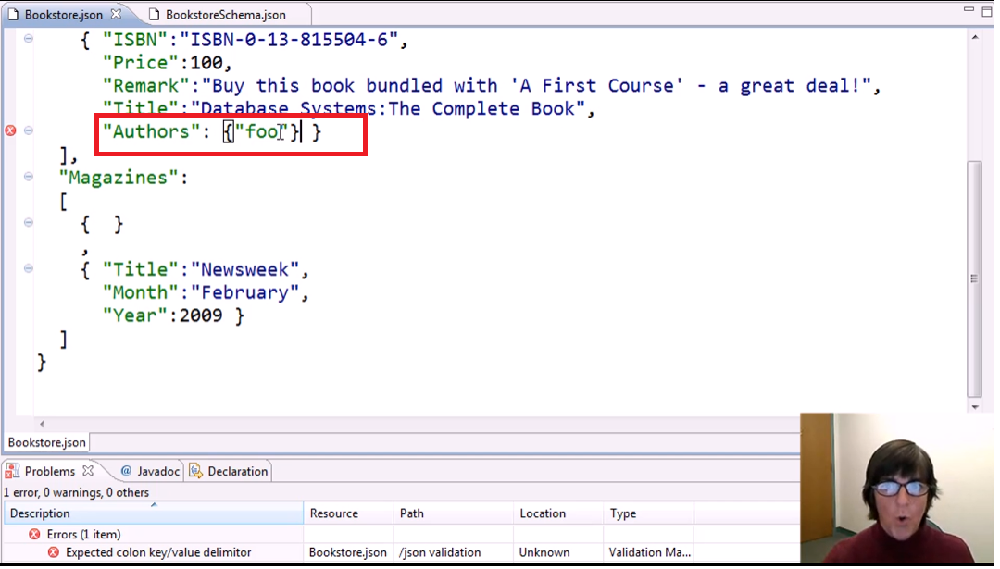 Bookstore.json BookstoreSchema.json
{ "ISBN":"ISBN-0-13-815504-6",
"Price":100,
"Remark":"Buy this book bundled with 'A First Course' - a great deal!",
"Title":"Database Systems:The Complete Book",
"Authors": {"foo"} }
],
"Magazines":
[
{ }
,
{ "Title":"Newsweek",
"Month":"February",
"Year":2009 }
]
}
Bookstore.json
Problems @ Javadoc Declaration
1 error, 0 warnings, 0 others
Description Resource Path Location Type
Errors (1 item)
Expected colon key/value delimitor Bookstore.json /json validation Unknown Validation Ma...